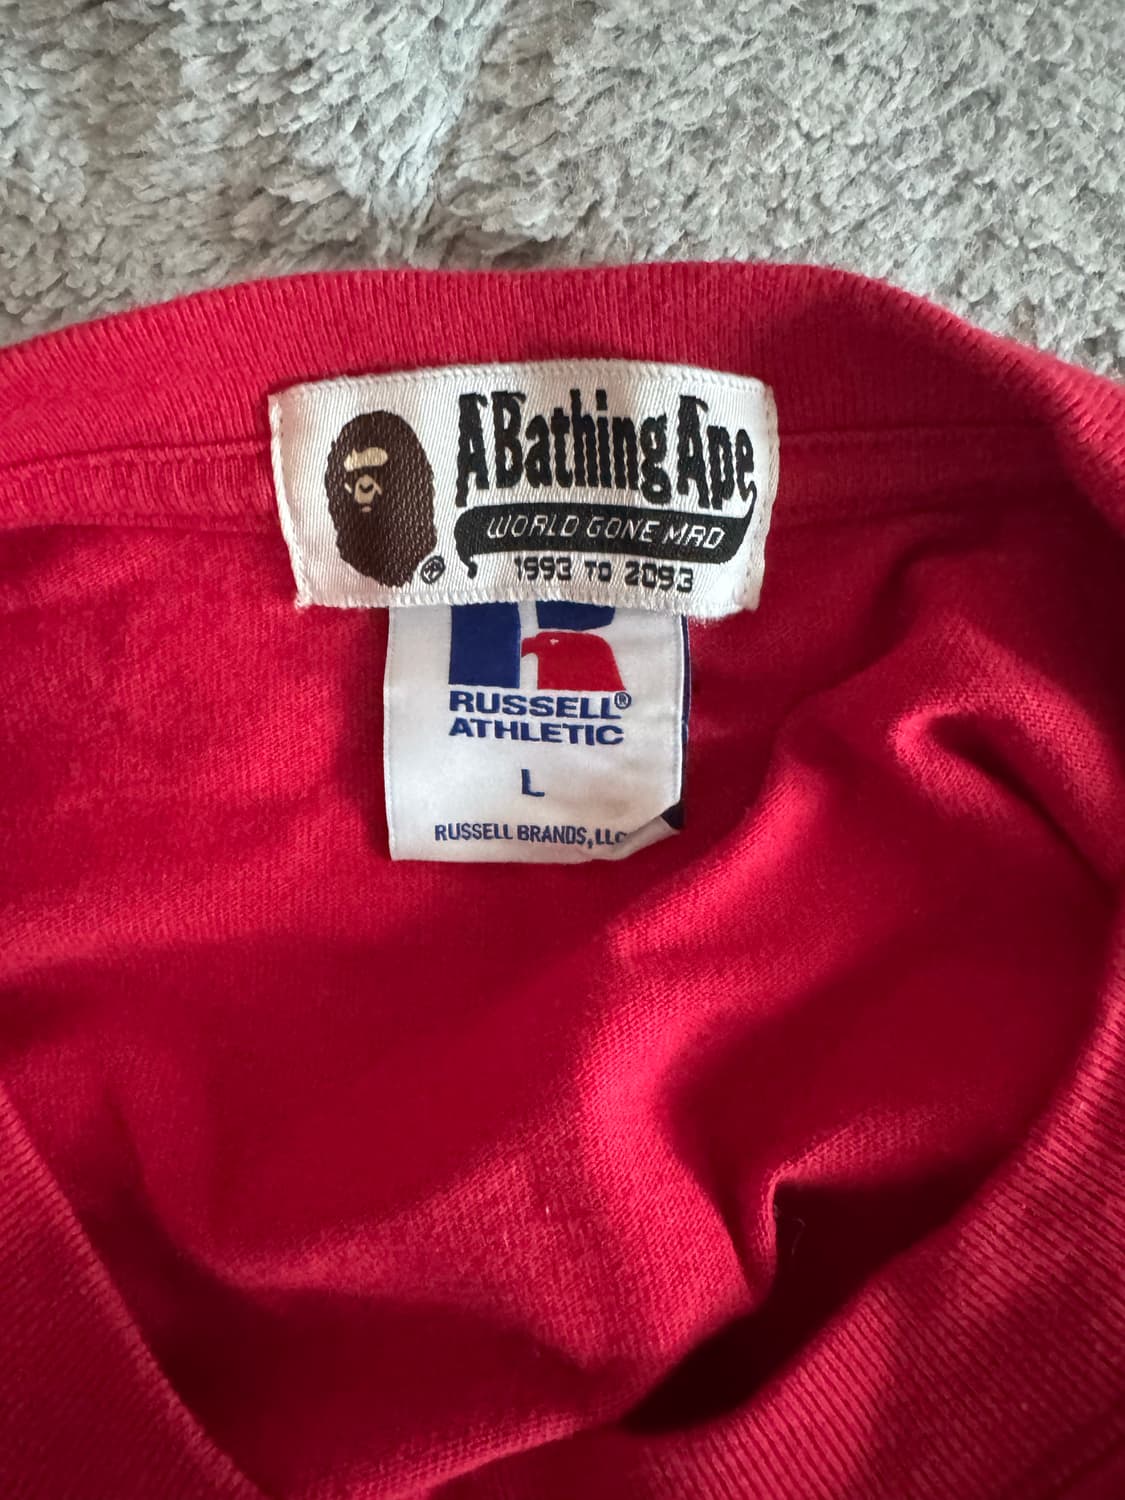 A Bathing Ape
WORLD GONE MAD
1993 TO 2093
RUSSELL®
ATHLETIC
L
RUSSELL BRANDS, LLC